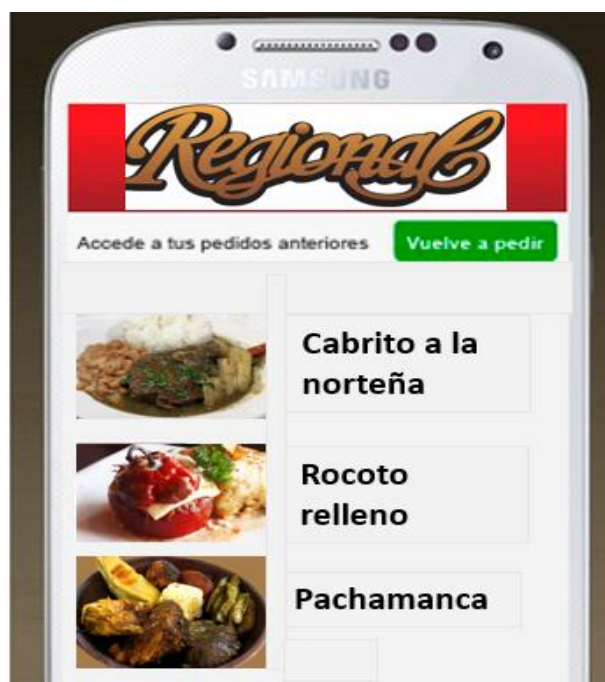 SAMSUNG
Regional
Accede a tus pedidos anteriores Vuelve a pedir
Cabrito a la
norteña
Rocoto
relleno
Pachamanca